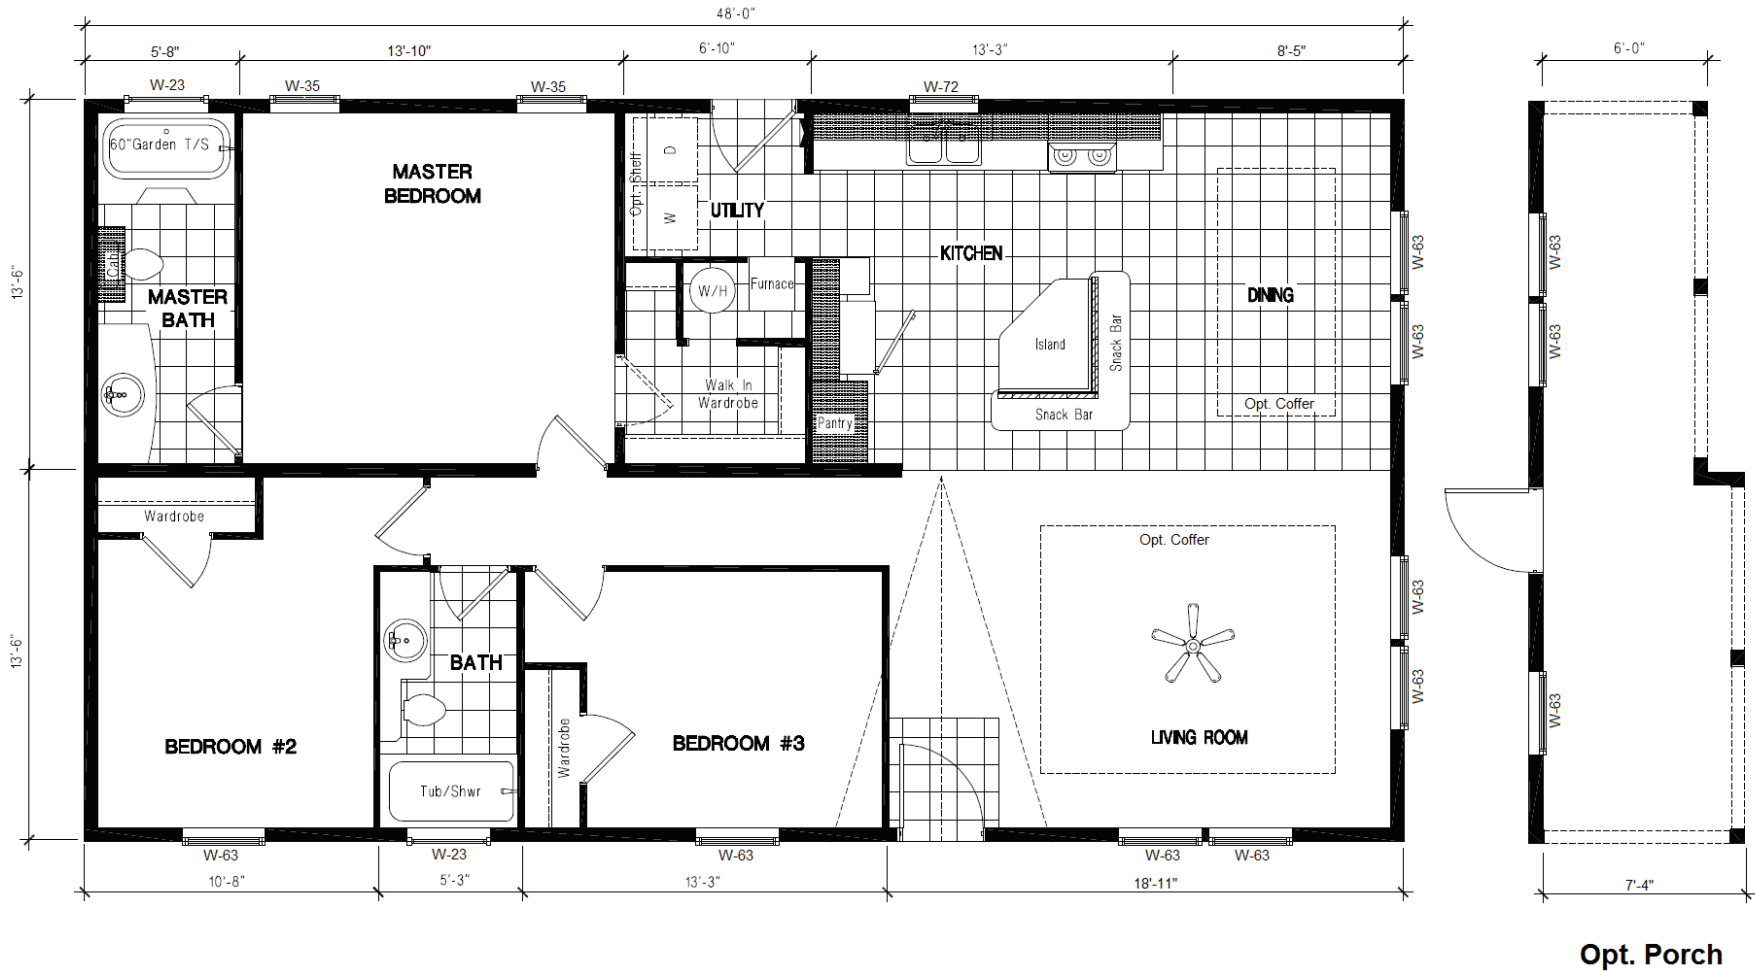 48'-0"
5'-8"
13'-10"
6'-10"
13'-3"
8'-5"
6'-0"
W-23
W-35
W-35
W-72
60"Garden T/S
MASTER
BEDROOM
Opt. Shelf
D
W
UTILITY
KITCHEN
DINING
W-63
W-63
W-63
W-63
13'-6"
Cab
MASTER
BATH
W/H
Furnace
Island
Snack Bar
Snack Bar
Walk In
Wardrobe
Pantry
Opt. Coffer
Wardrobe
Opt. Coffer
13'-6"
BATH
BEDROOM #2
Wardrobe
BEDROOM #3
LIVING ROOM
Tub/Shwr
W-63
W-63
W-63
W-63
W-23
W-63
W-63
W-63
10'-8"
5'-3"
13'-3"
18'-11"
7'-4"
Opt. Porch